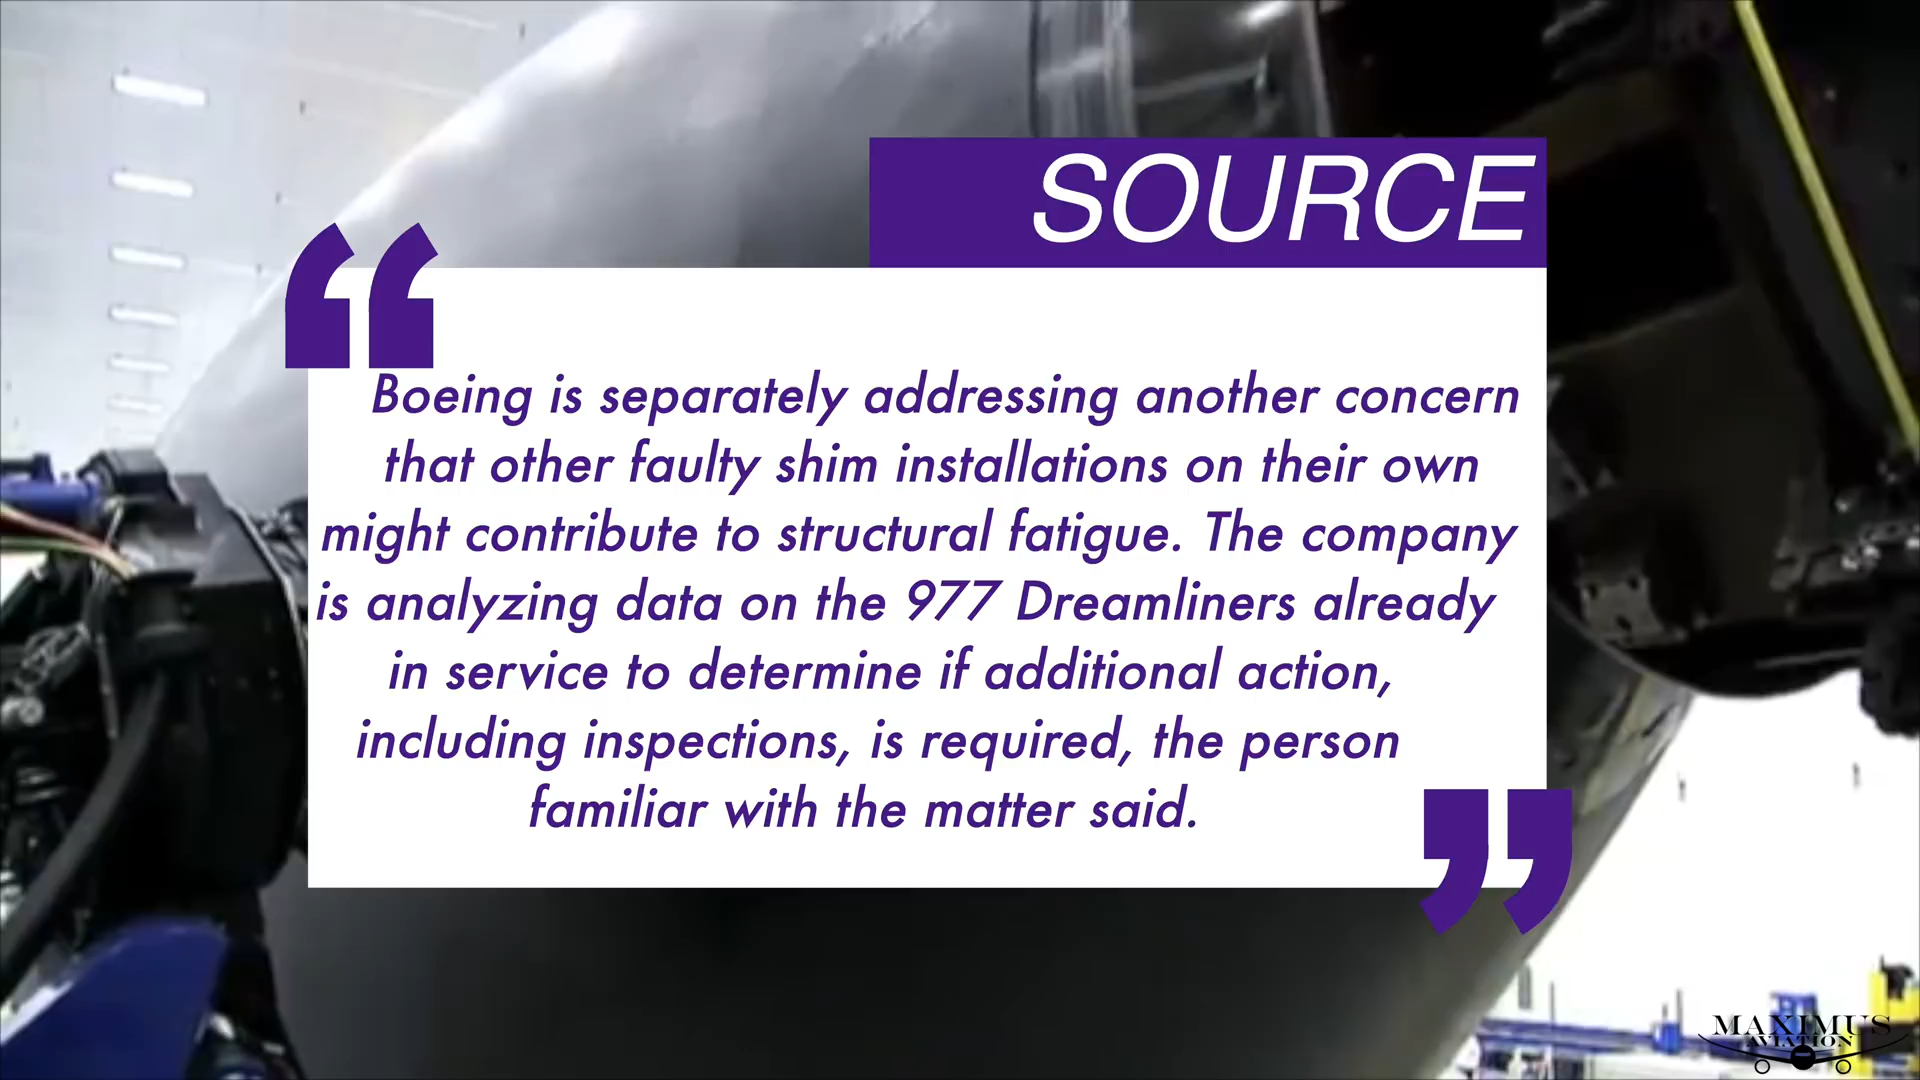 SOURCE
“
Boeing is separately addressing another concern
that other faulty shim installations on their own
might contribute to structural fatigue. The company
is analyzing data on the 977 Dreamliners already
in service to determine if additional action,
including inspections, is required, the person
familiar with the matter said.
”
MAXIMUS
AVIATION